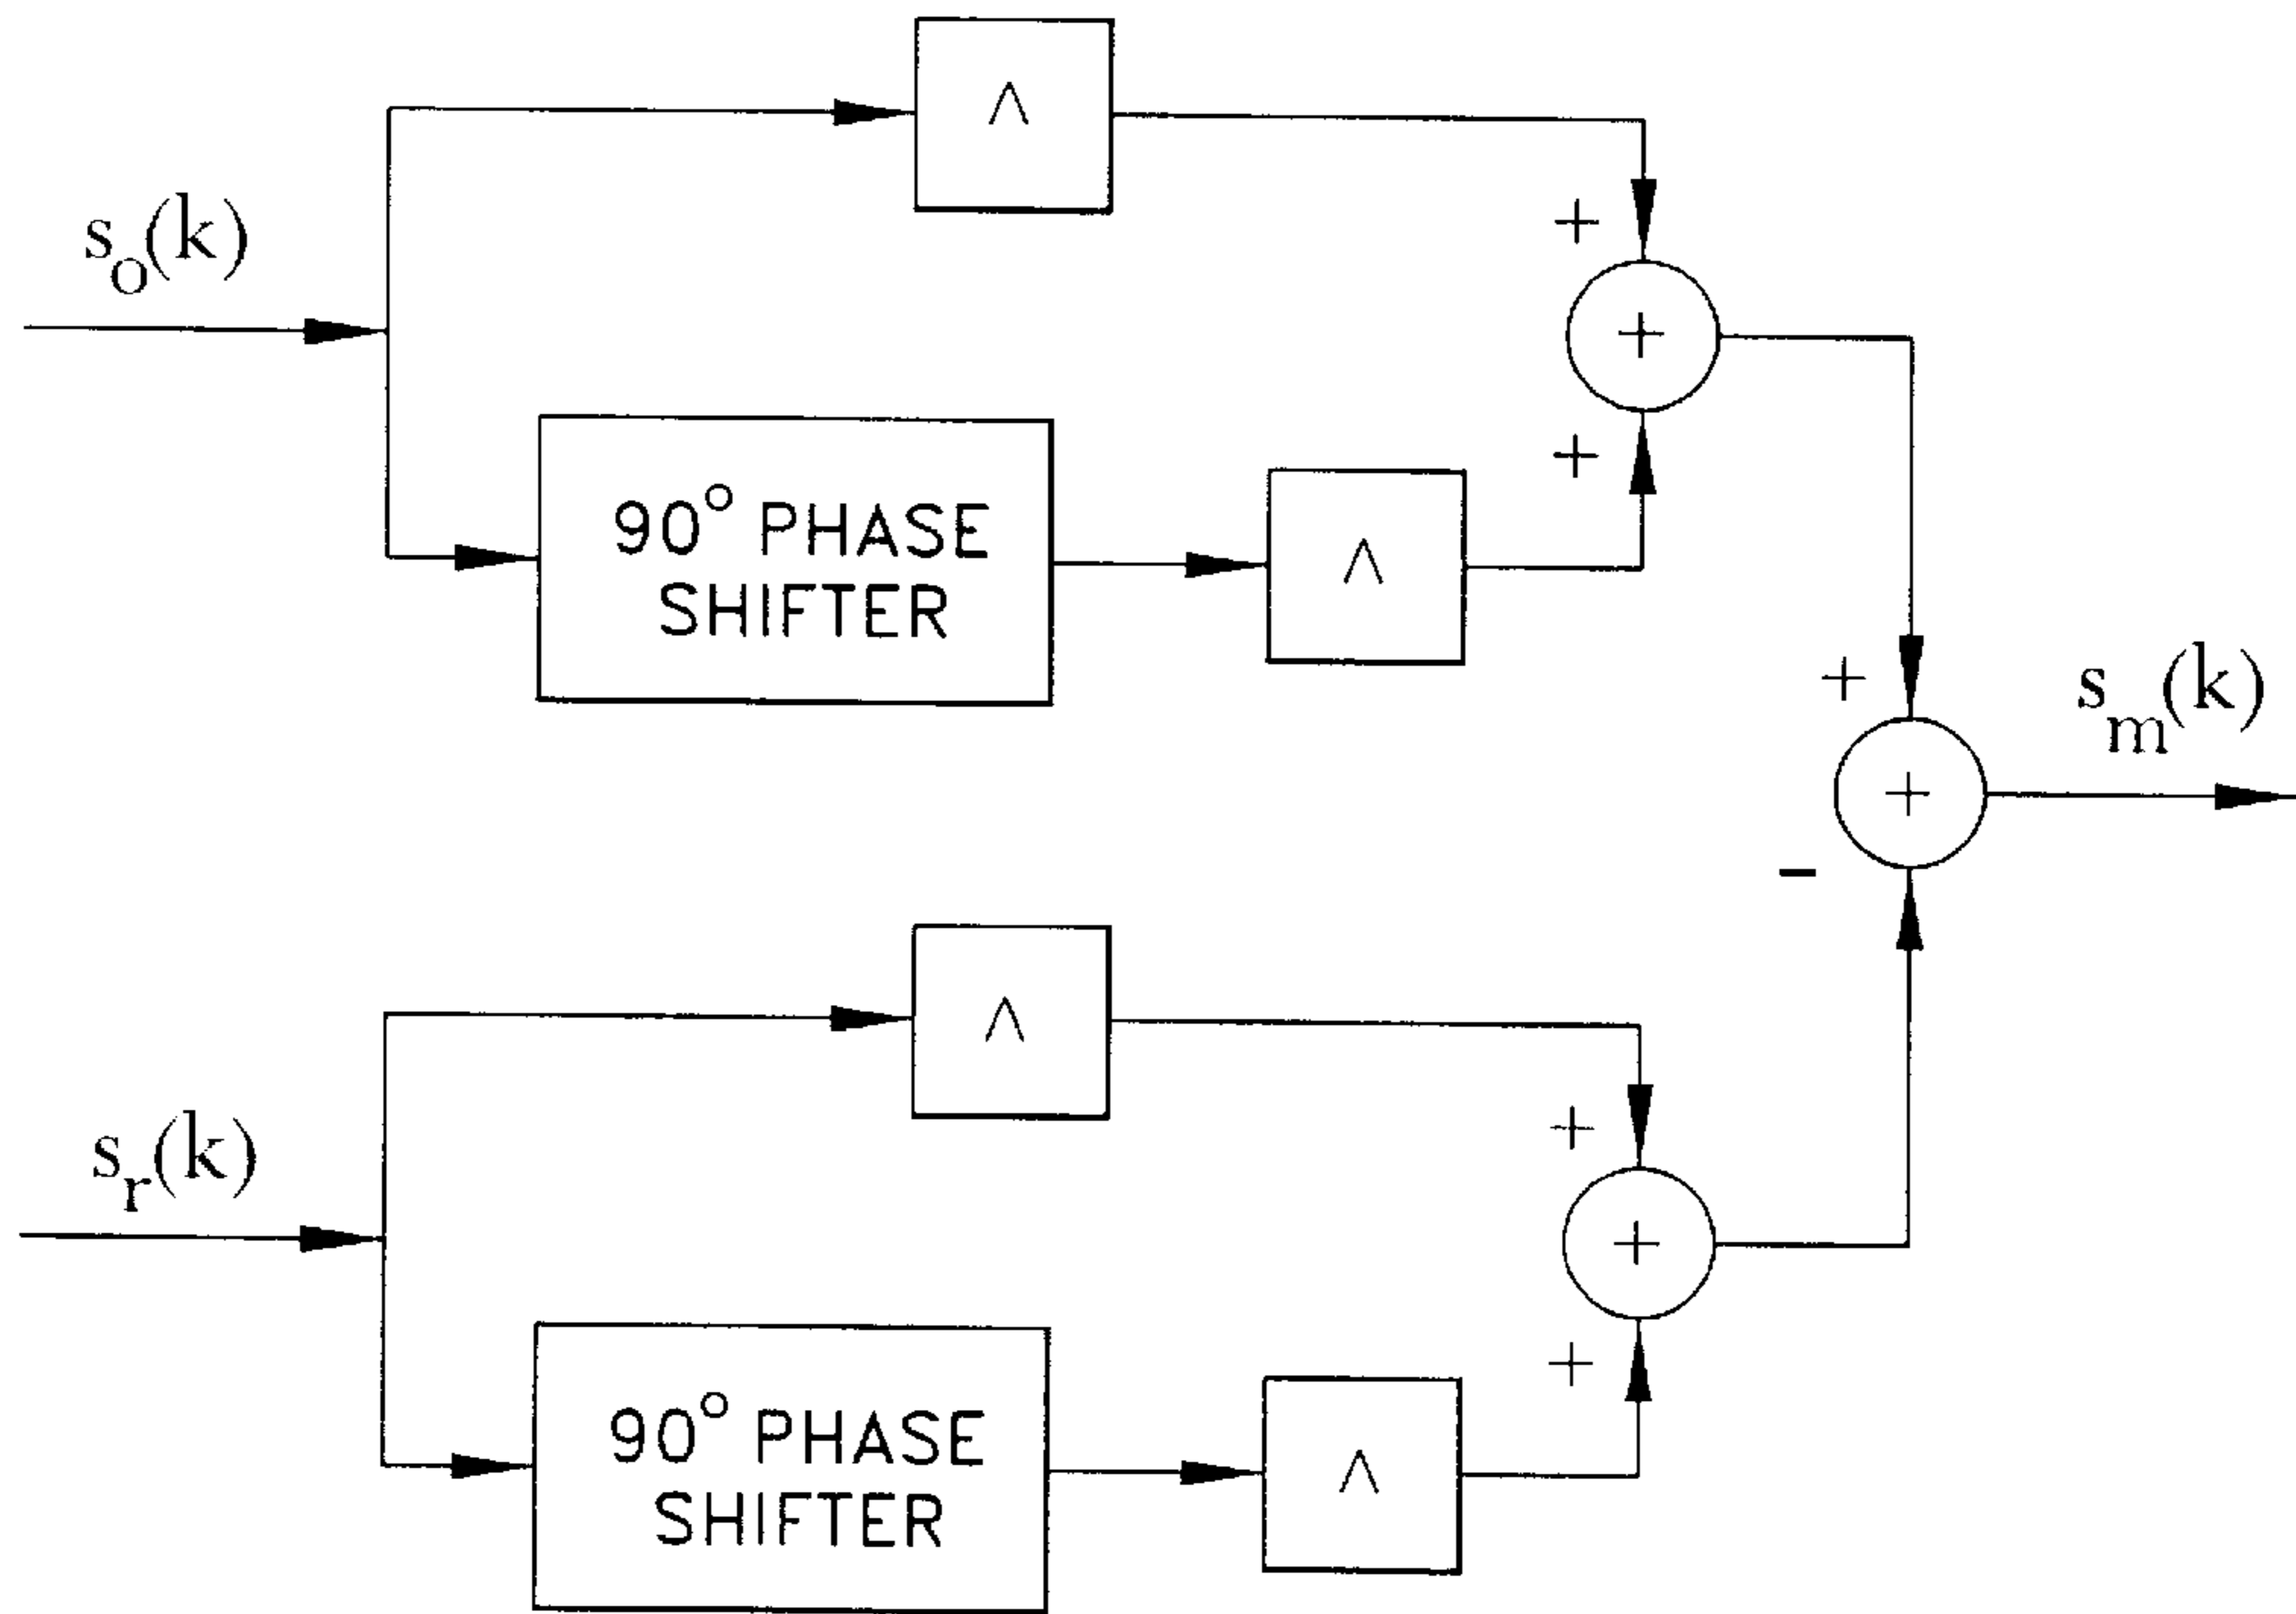 ^
s_o(k)
+
+
+
90° PHASE
SHIFTER
^
+
s_m(k)
+
-
^
s_r(k)
+
+
+
90° PHASE
SHIFTER
^